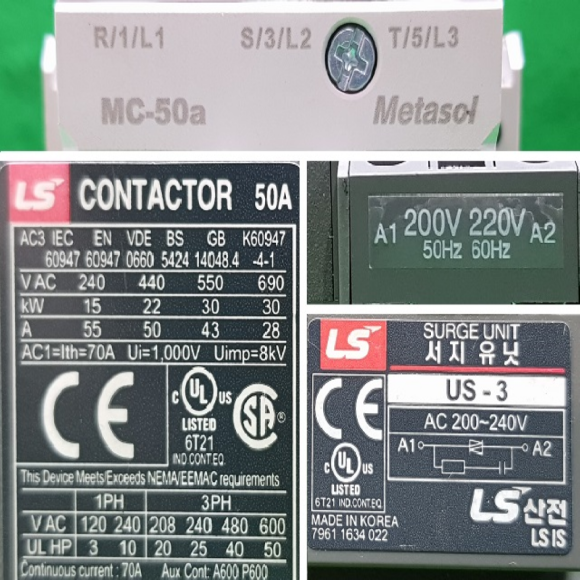 R/1/L1 S/3/L2 T/5/L3
MC-50a Metasol
LS CONTACTOR 50A
AC3 IEC EN VDE BS GB K60947
60947 60947 0660 5424 14048.4 -4-1
V AC 240 440 550 690
kW 15 22 30 30
A 55 50 43 28
AC1=Ith=70A Ui=1,000V Uimp=8kV
CE
C UL US
LISTED
6T21
IND.CONT.EQ.
SA
This Device Meets/Exceeds NEMA/EEMAC requirements
1PH 3PH
V AC 120 240 208 240 480 600
UL HP 3 10 20 25 40 50
Continuous current : 70A Aux Cont: A600 P600
A1 200V 220V A2
50Hz 60Hz
LS SURGE UNIT
서지유닛
US - 3
AC 200~240V
A1 A2
CE
C UL US
LISTED
6T21 IND.CONT.EQ
MADE IN KOREA
7961 1634 022
LS산전
LS IS